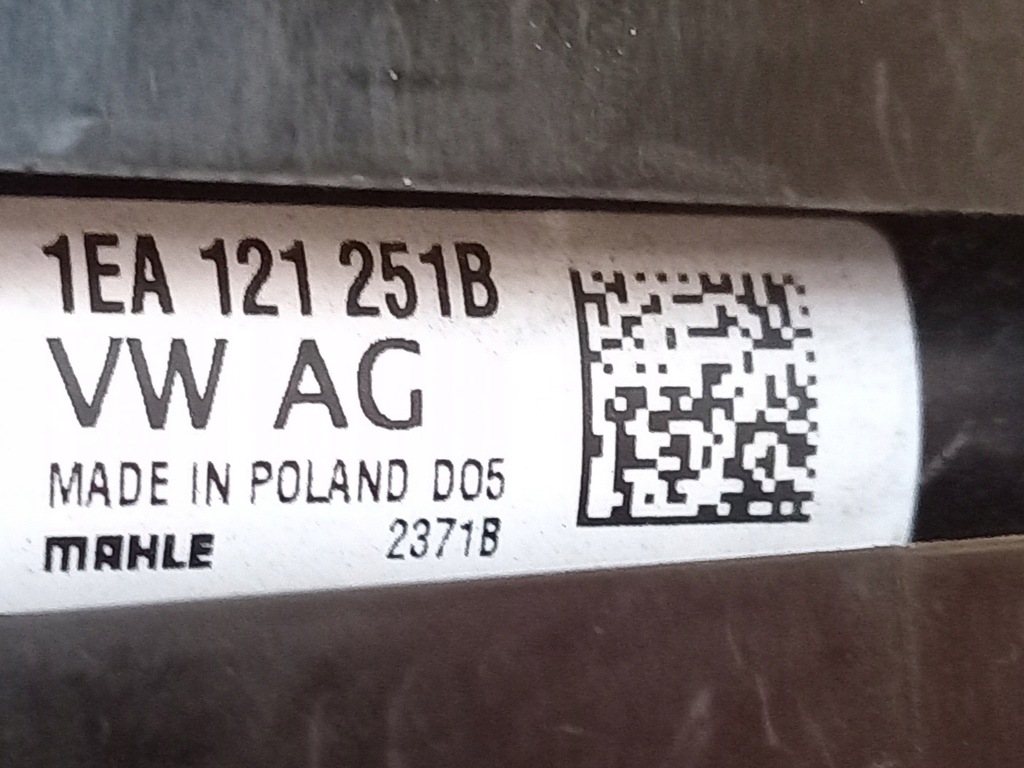 1EA 121 251B
VW AG
MADE IN POLAND D05
MAHLE 2371B